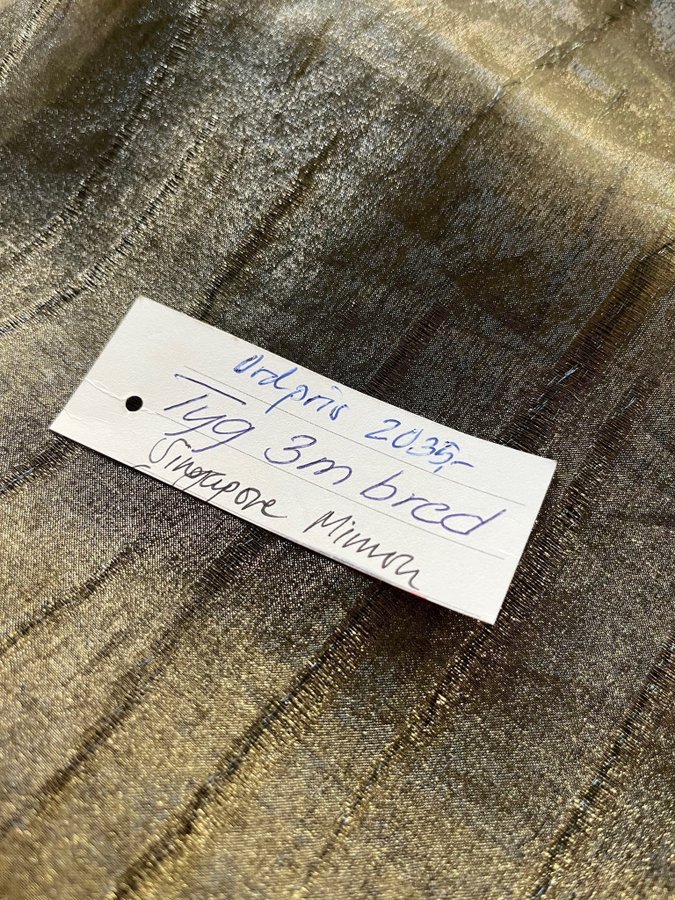 Ordpris 2035,-
Tyg 3m bred
Singapore Mimou